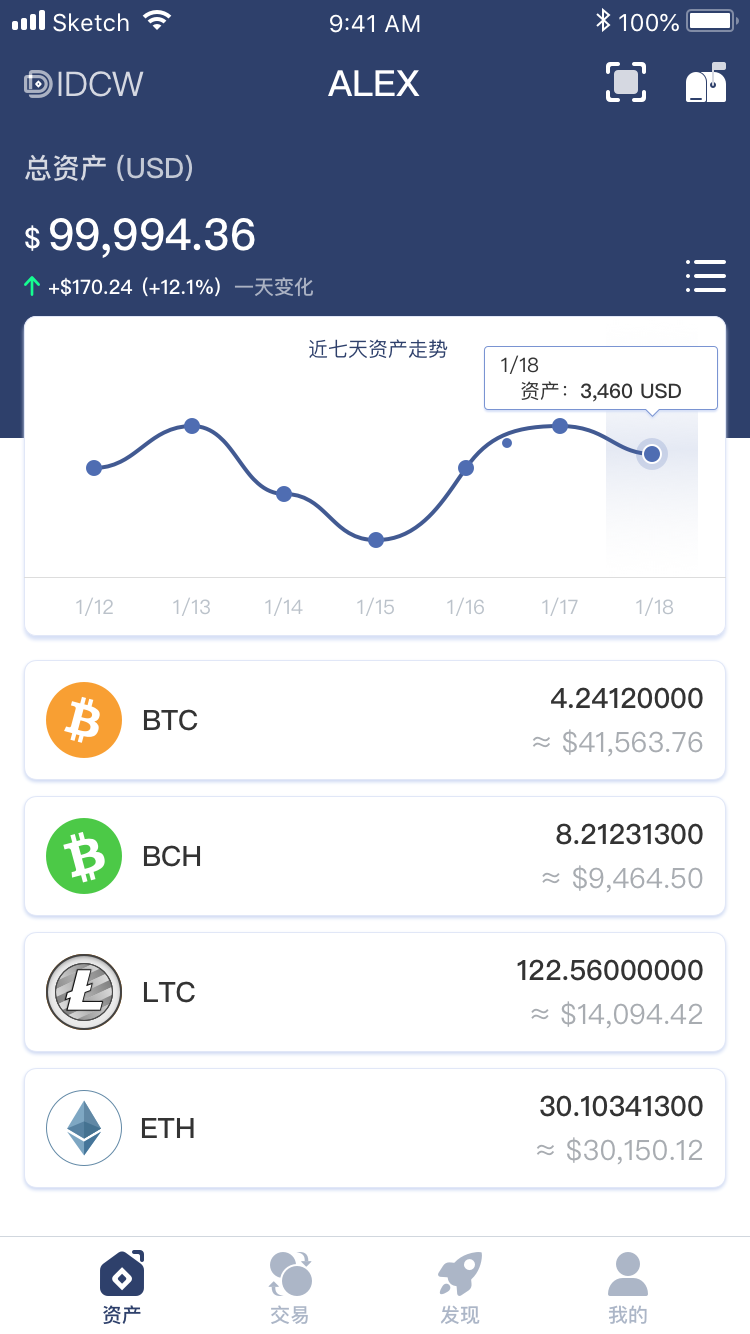 Sketch 9:41 AM 100%
IDCW ALEX
总资产 (USD)
$ 99,994.36
+$170.24 (+12.1%) 一天变化
近七天资产走势
1/18
资产： 3,460 USD
1/12 1/13 1/14 1/15 1/16 1/17 1/18
BTC
4.24120000
≈ $41,563.76
BCH
8.21231300
≈ $9,464.50
LTC
122.56000000
≈ $14,094.42
ETH
30.10341300
≈ $30,150.12
资产 交易 发现 我的